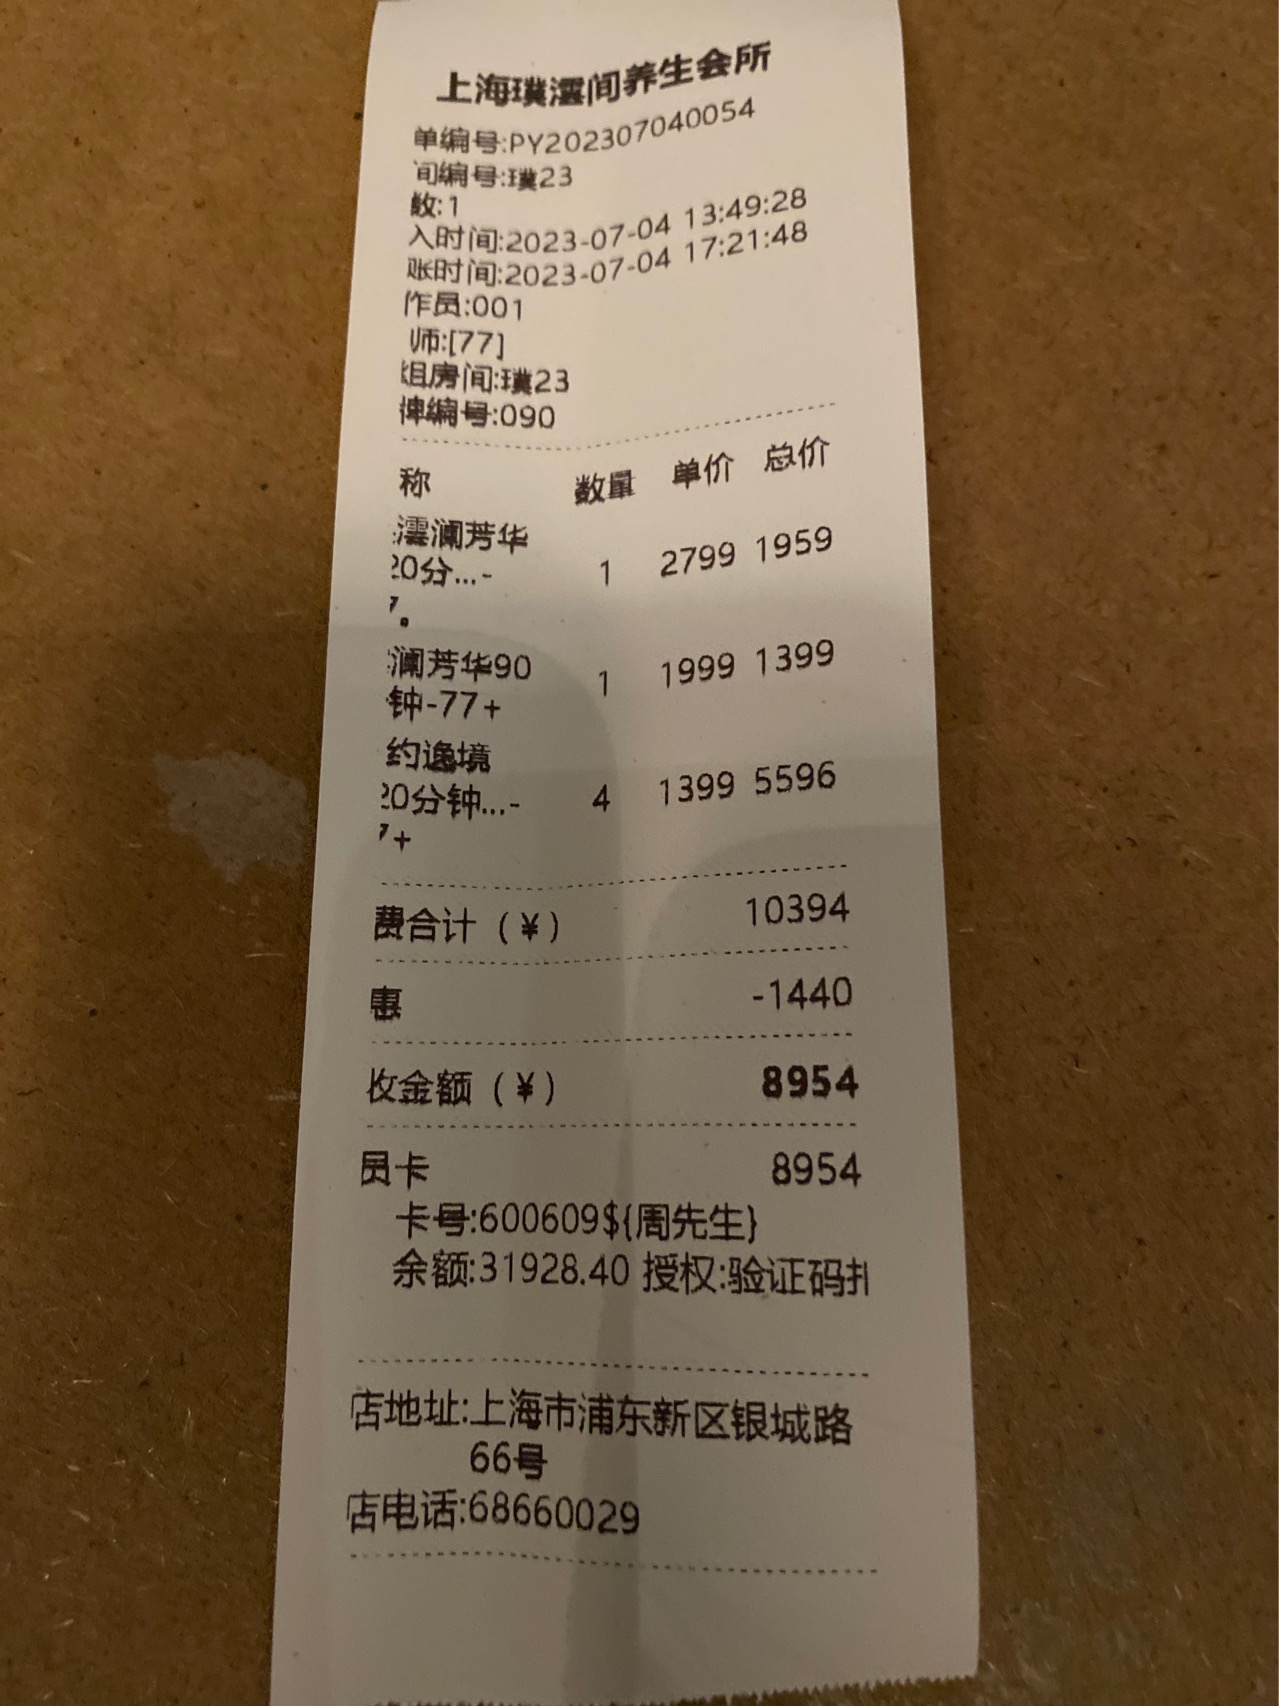 上海璞澐间养生会所
单编号:PY202307040054
间编号:璞23
数:1
入时间:2023-07-04 13:49:28
账时间:2023-07-04 17:21:48
作员:001
师:[77]
组房间:璞23
牌编号:090
称 数量 单价 总价
澐澜芳华
20分...- 1 2799 1959
7。
澜芳华90
钟-77+ 1 1999 1399
约逸境
20分钟...- 4 1399 5596
7+
费合计（¥） 10394
惠 -1440
收金额（¥） 8954
员卡 8954
卡号:600609${周先生}
余额:31928.40 授权:验证码扌
店地址:上海市浦东新区银城路
66号
店电话:68660029